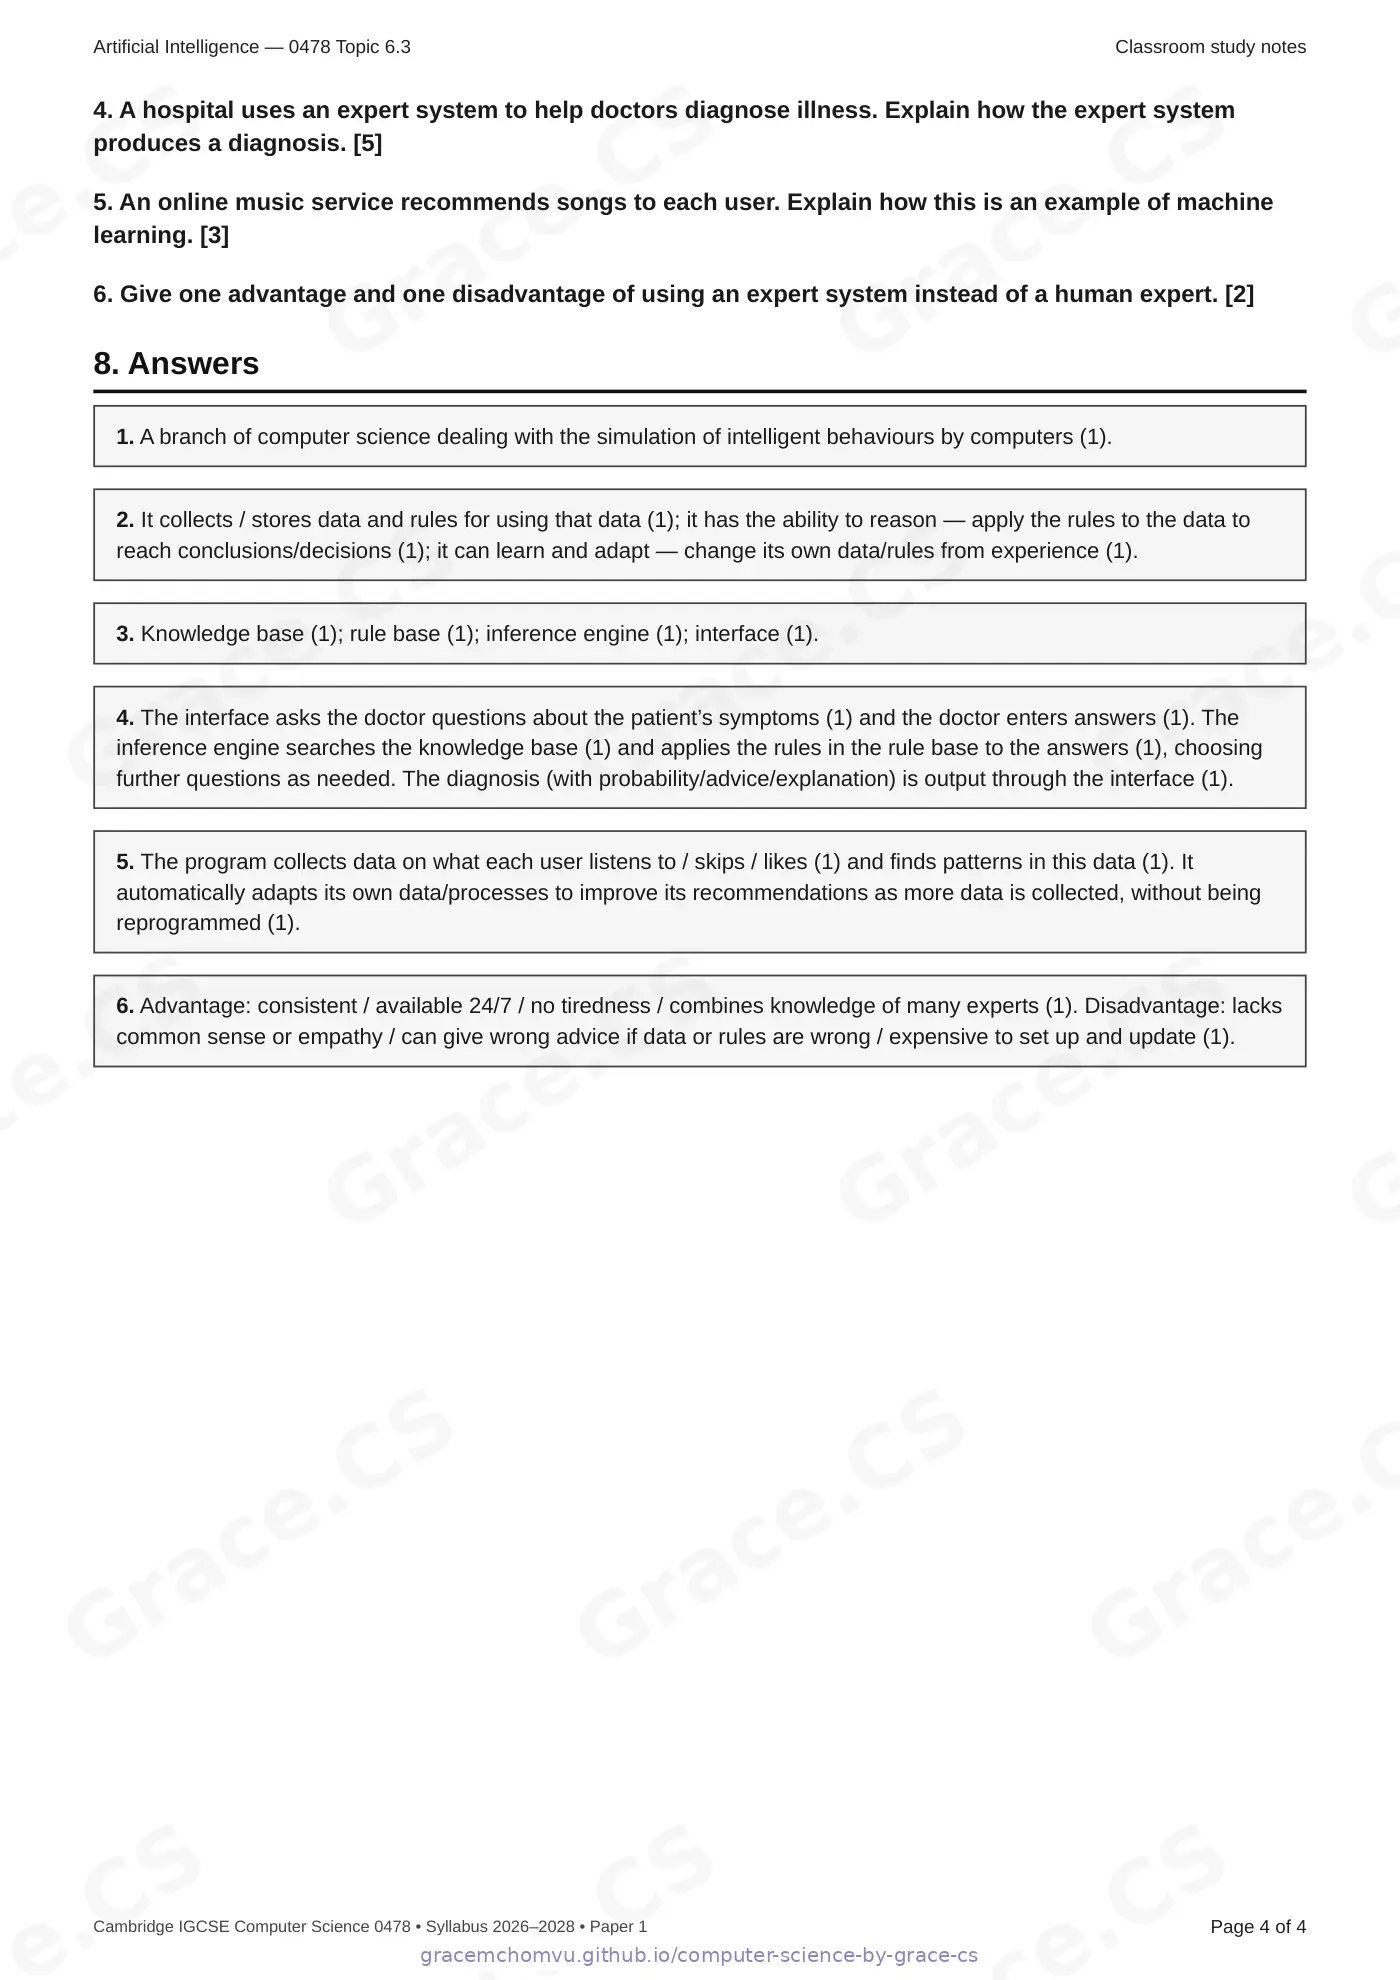 Artificial Intelligence — 0478 Topic 6.3
Classroom study notes
4. A hospital uses an expert system to help doctors diagnose illness. Explain how the expert system
produces a diagnosis. [5]
5. An online music service recommends songs to each user. Explain how this is an example of machine
learning. [3]
6. Give one advantage and one disadvantage of using an expert system instead of a human expert. [2]
8. Answers
1. A branch of computer science dealing with the simulation of intelligent behaviours by computers (1).
2. It collects / stores data and rules for using that data (1); it has the ability to reason — apply the rules to the data to
reach conclusions/decisions (1); it can learn and adapt — change its own data/rules from experience (1).
3. Knowledge base (1); rule base (1); inference engine (1); interface (1).
4. The interface asks the doctor questions about the patient’s symptoms (1) and the doctor enters answers (1). The
inference engine searches the knowledge base (1) and applies the rules in the rule base to the answers (1), choosing
further questions as needed. The diagnosis (with probability/advice/explanation) is output through the interface (1).
5. The program collects data on what each user listens to / skips / likes (1) and finds patterns in this data (1). It
automatically adapts its own data/processes to improve its recommendations as more data is collected, without being
reprogrammed (1).
6. Advantage: consistent / available 24/7 / no tiredness / combines knowledge of many experts (1). Disadvantage: lacks
common sense or empathy / can give wrong advice if data or rules are wrong / expensive to set up and update (1).
Grace.CS
Cambridge IGCSE Computer Science 0478 • Syllabus 2026–2028 • Paper 1
Page 4 of 4
gracemchomvu.github.io/computer-science-by-grace-cs